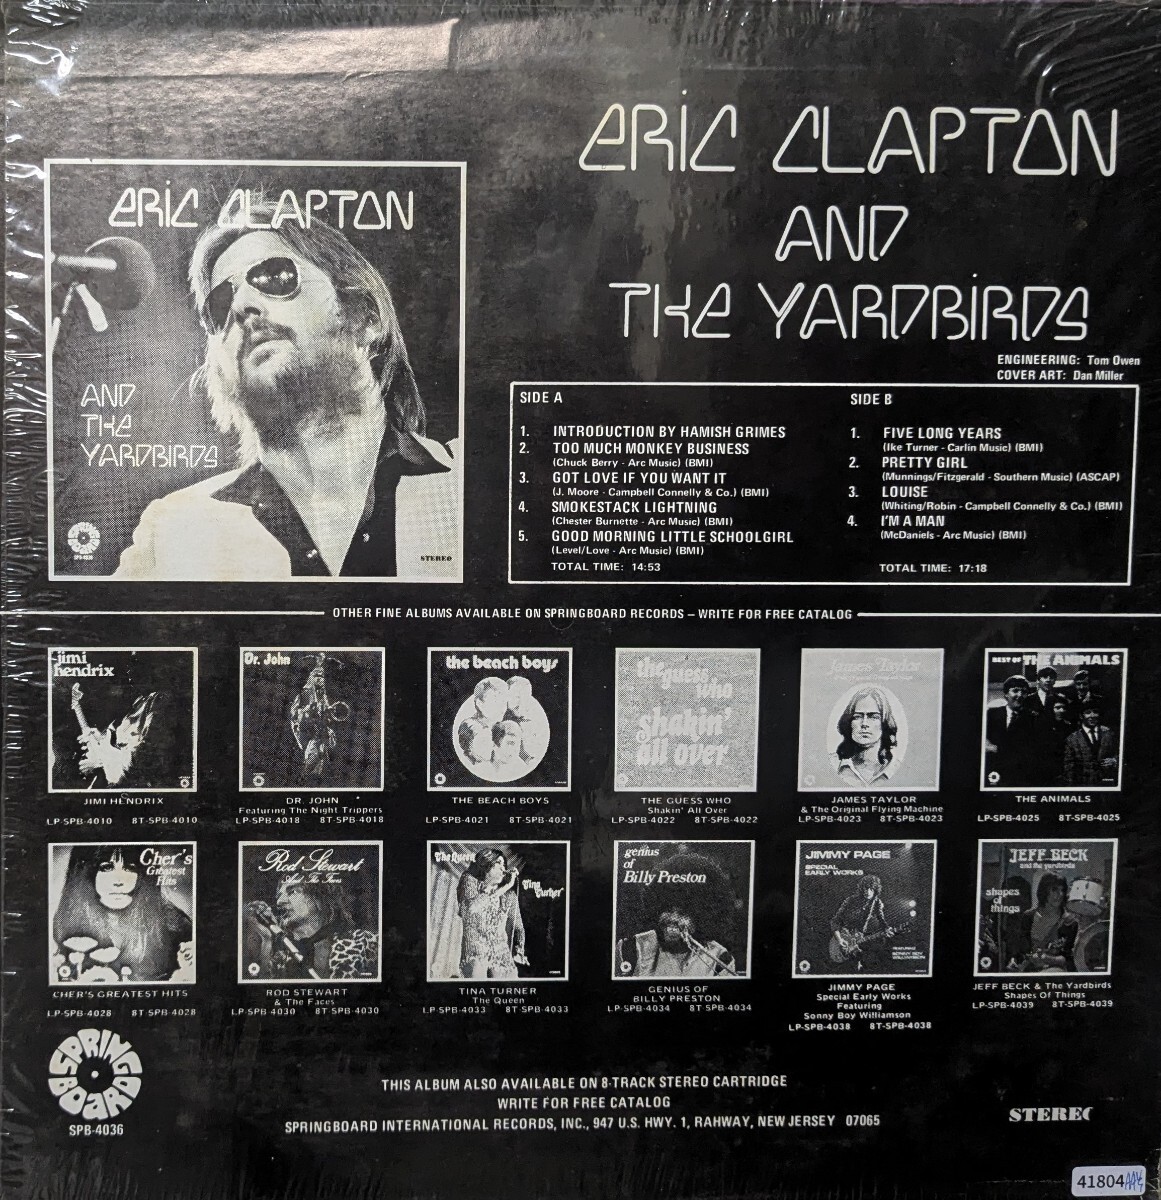 ERIC CLAPTON
AND
THE YARDBIRDS
ERIC CLAPTON
AND
THE
YARDBIRDS
SPRING BOARD
STEREO
ENGINEERING: Tom Owen
COVER ART: Dan Miller
SIDE A
1. INTRODUCTION BY HAMISH GRIMES
2. TOO MUCH MONKEY BUSINESS
(Chuck Berry - Arc Music) (BMI)
3. GOT LOVE IF YOU WANT IT
(J. Moore - Campbell Connelly & Co.) (BMI)
4. SMOKESTACK LIGHTNING
(Chester Burnette - Arc Music) (BMI)
5. GOOD MORNING LITTLE SCHOOLGIRL
(Level/Love - Arc Music) (BMI)
TOTAL TIME: 14:53
SIDE B
1. FIVE LONG YEARS
(Ike Turner - Carlin Music) (BMI)
2. PRETTY GIRL
(Munnings/Fitzgerald - Southern Music) (ASCAP)
3. LOUISE
(Whiting/Robin - Campbell Connelly & Co.) (BMI)
4. I'M A MAN
(McDaniels - Arc Music) (BMI)
TOTAL TIME: 17:18
OTHER FINE ALBUMS AVAILABLE ON SPRINGBOARD RECORDS – WRITE FOR FREE CATALOG
jimi
hendrix
JIMI HENDRIX
LP-SPB-4010 8T-SPB-4010
Dr. John
DR. JOHN
Featuring The Night Trippers
LP-SPB-4018 8T-SPB-4018
the beach boys
THE BEACH BOYS
LP-SPB-4021 8T-SPB-4021
the
guess
who
shakin'
all over
THE GUESS WHO
Shakin' All Over
LP-SPB-4022 8T-SPB-4022
James Taylor
JAMES TAYLOR
& The Original Flying Machine
LP-SPB-4023 8T-SPB-4023
BEST OF THE ANIMALS
THE ANIMALS
LP-SPB-4025 8T-SPB-4025
Cher's
Greatest
Hits
CHER'S GREATEST HITS
LP-SPB-4028 8T-SPB-4028
Rod Stewart
And The Faces
ROD STEWART
& The Faces
LP-SPB-4030 8T-SPB-4030
The Queen
Tina
Turner
TINA TURNER
The Queen
LP-SPB-4033 8T-SPB-4033
genius
of
Billy Preston
GENIUS OF
BILLY PRESTON
LP-SPB-4034 8T-SPB-4034
JIMMY PAGE
SPECIAL
EARLY WORKS
FEATURING
SONNY BOY
WILLIAMSON
JIMMY PAGE
Special Early Works
Featuring
Sonny Boy Williamson
LP-SPB-4038 8T-SPB-4038
JEFF BECK
and the yardbirds
shapes
of
things
JEFF BECK & The Yardbirds
Shapes Of Things
LP-SPB-4039 8T-SPB-4039
SPRING BOARD
SPB-4036
THIS ALBUM ALSO AVAILABLE ON 8-TRACK STEREO CARTRIDGE
WRITE FOR FREE CATALOG
SPRINGBOARD INTERNATIONAL RECORDS, INC., 947 U.S. HWY. 1, RAHWAY, NEW JERSEY 07065
STEREO
41804